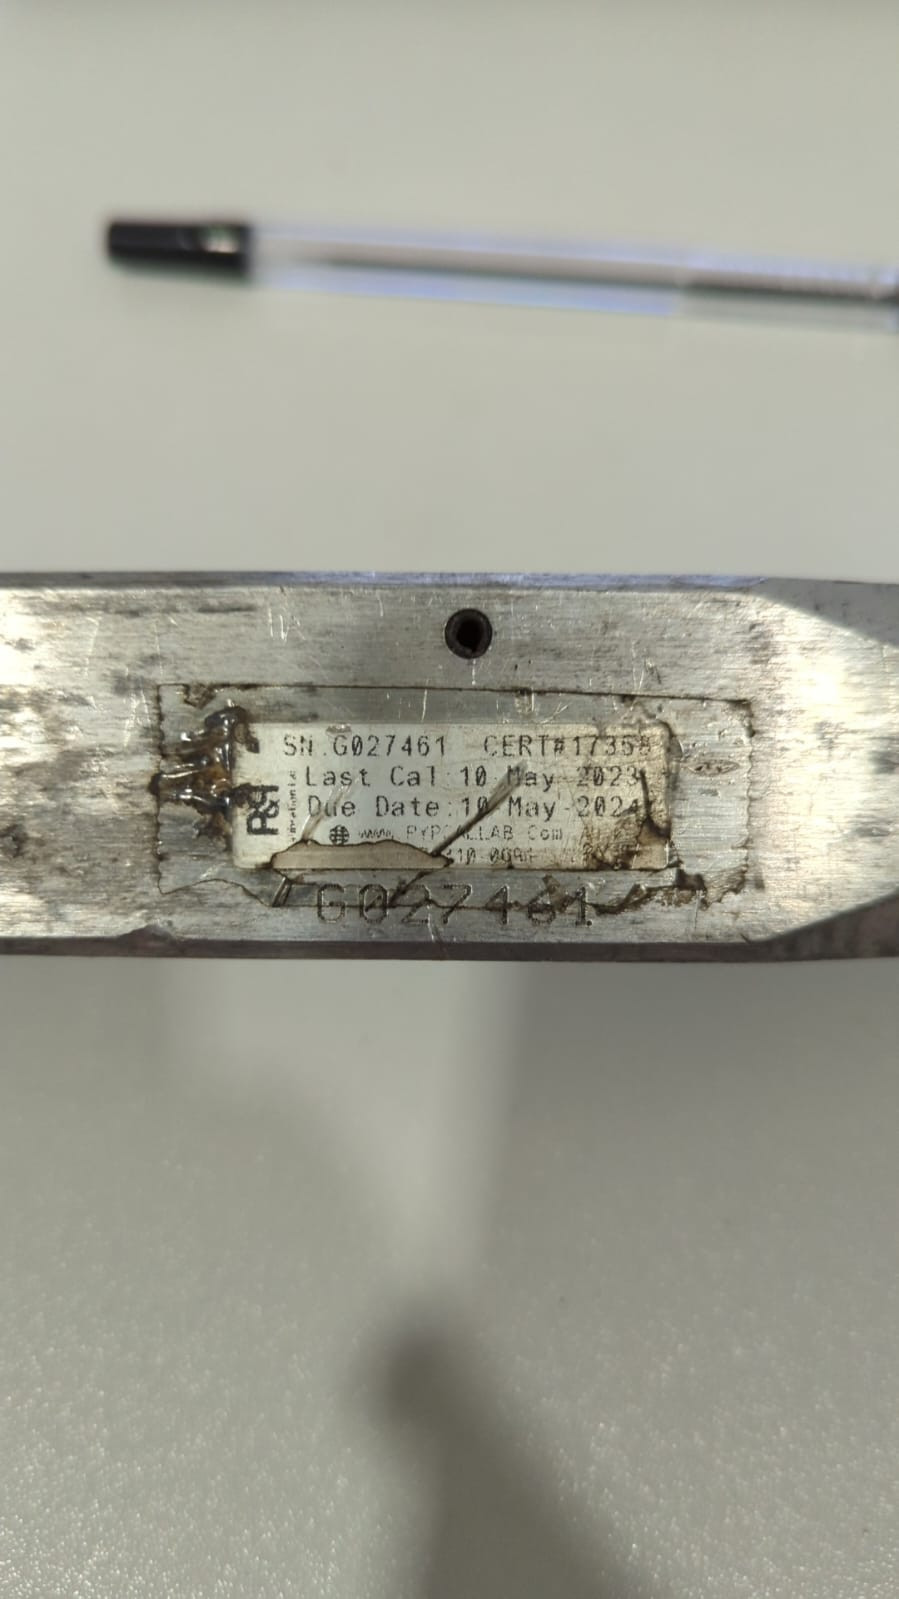 SN.G027461 CERT#17358
Last Cal:10 May 2023
Due Date:10 May-2024
P&P
G027461